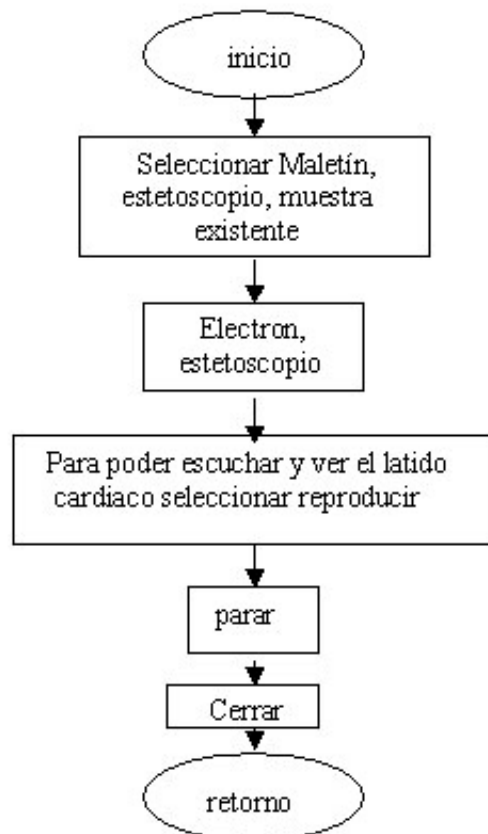 inicio
Seleccionar Maletín,
estetoscopio, muestra
existente
Electron,
estetoscopio
Para poder escuchar y ver el latido
cardiaco seleccionar reproducir
parar
Cerrar
retorno